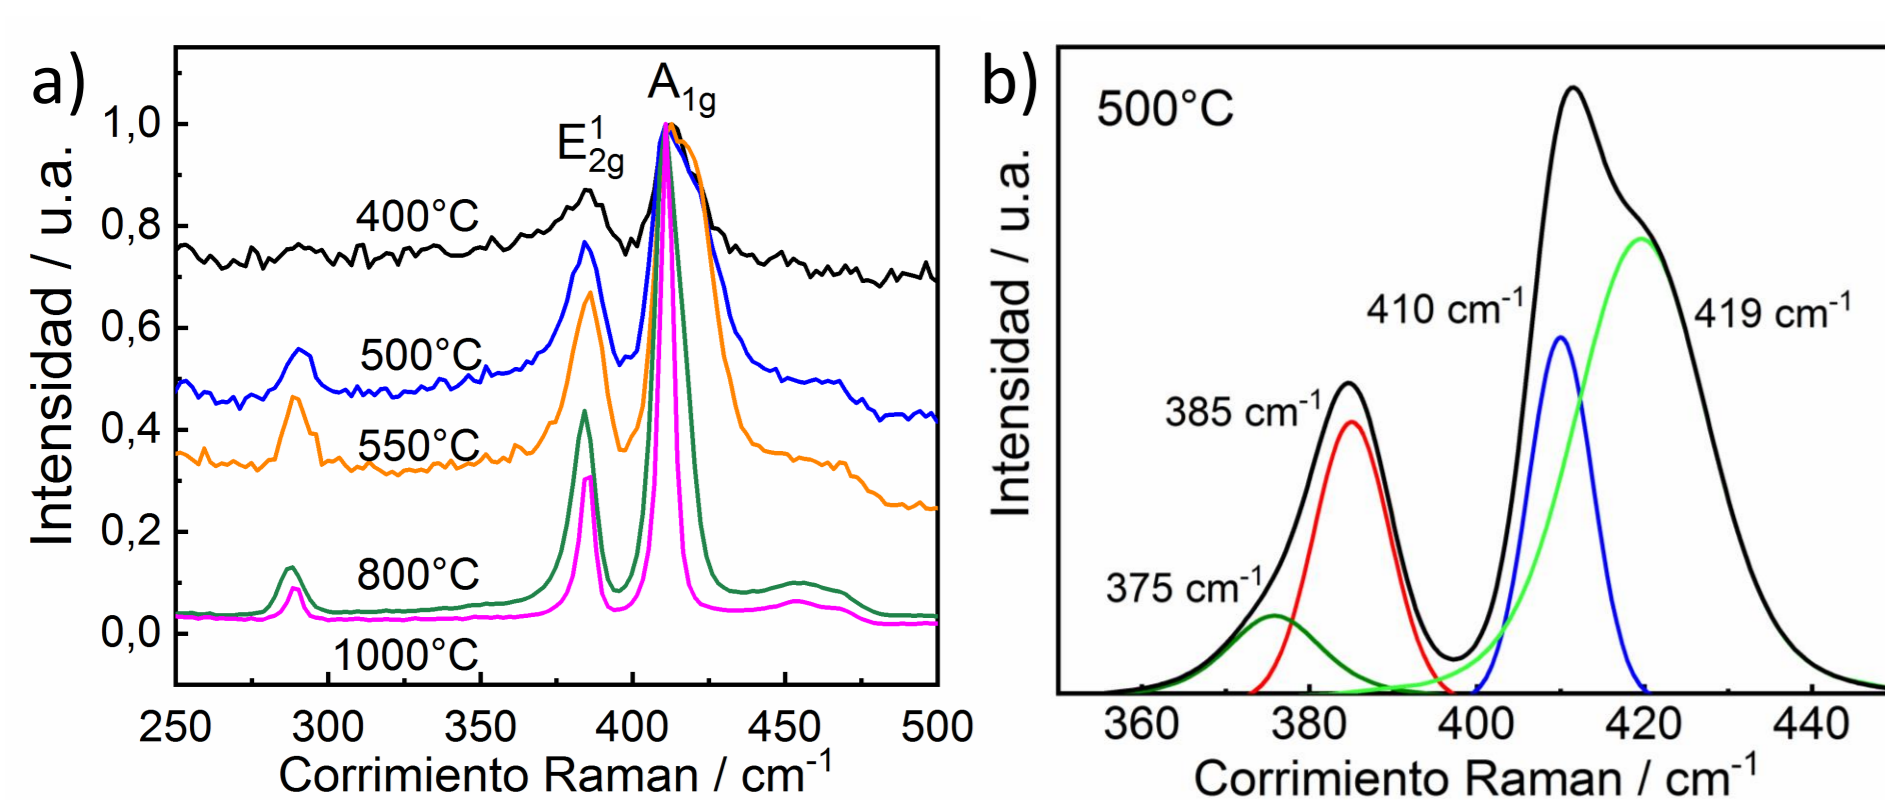 a)
A1g
E12g
1,0
0,8
0,6
0,4
0,2
0,0
400°C
500°C
550°C
800°C
1000°C
Intensidad / u.a.
250 300 350 400 450 500
Corrimiento Raman / cm-1
b)
500°C
410 cm-1
419 cm-1
385 cm-1
375 cm-1
Intensidad / u.a.
360 380 400 420 440
Corrimiento Raman / cm-1